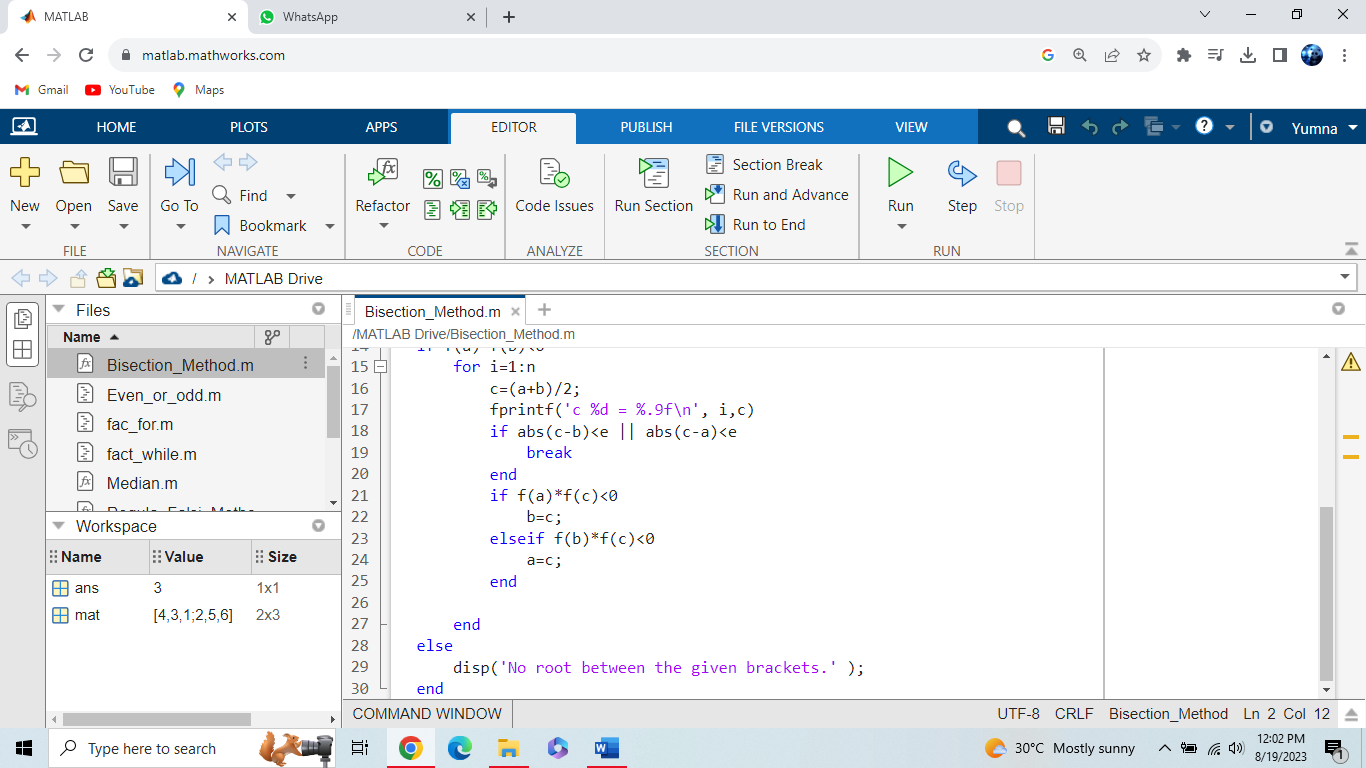 MATLAB
WhatsApp
matlab.mathworks.com
Gmail
YouTube
Maps
HOME
PLOTS
APPS
EDITOR
PUBLISH
FILE VERSIONS
VIEW
Yumna
New
Open
Save
FILE
Go To
Find
Bookmark
NAVIGATE
Refactor
CODE
Code Issues
ANALYZE
Run Section
Section Break
Run and Advance
Run to End
SECTION
Run
Step
Stop
RUN
/ > MATLAB Drive
Files
Name
Bisection_Method.m
Even_or_odd.m
fac_for.m
fact_while.m
Median.m
Workspace
Name Value Size
ans 3 1x1
mat [4,3,1;2,5,6] 2x3
Bisection_Method.m
/MATLAB Drive/Bisection_Method.m
15 for i=1:n
16 c=(a+b)/2;
17 fprintf('c %d = %.9f\n', i,c)
18 if abs(c-b)<e || abs(c-a)<e
19 break
20 end
21 if f(a)*f(c)<0
22 b=c;
23 elseif f(b)*f(c)<0
24 a=c;
25 end
26
27 end
28 else
29 disp('No root between the given brackets.' );
30 end
COMMAND WINDOW
UTF-8 CRLF Bisection_Method Ln 2 Col 12
Type here to search
30°C Mostly sunny
12:02 PM
8/19/2023
1